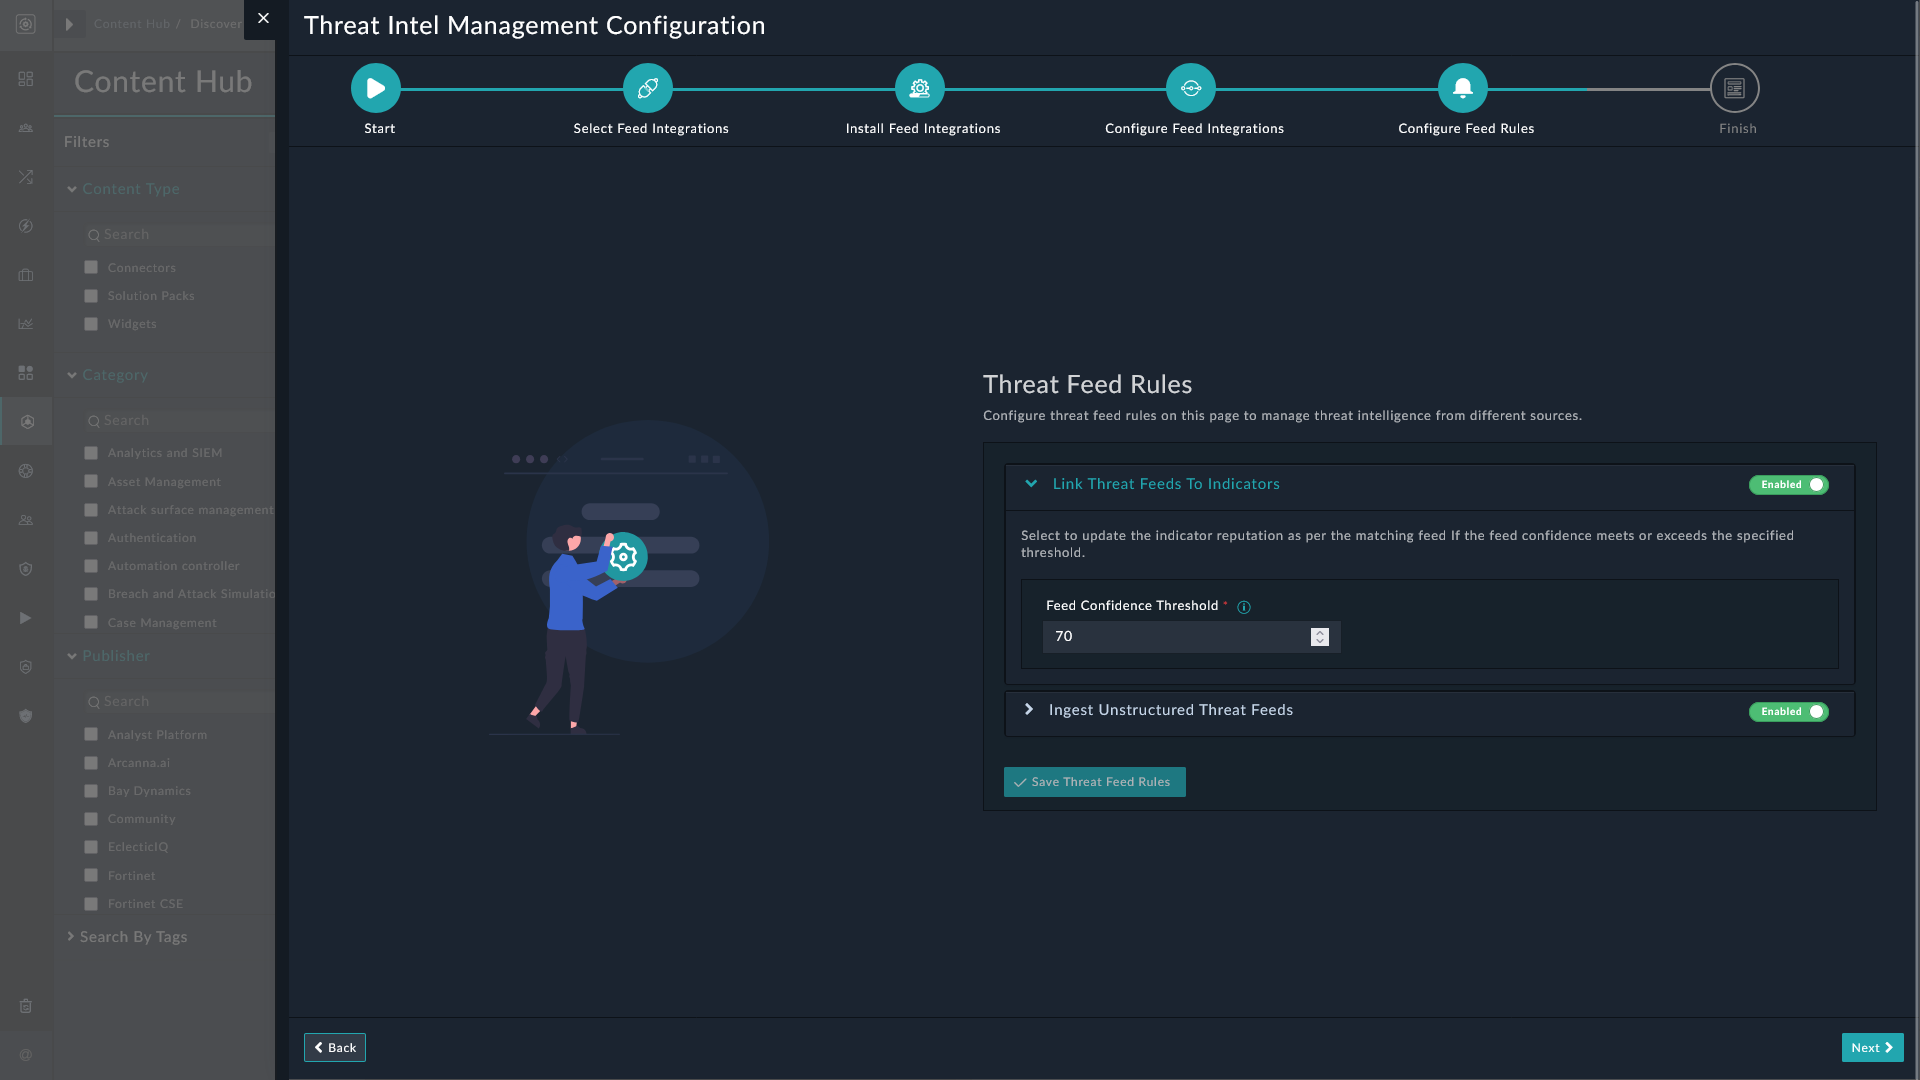 Content Hub / Discover
Threat Intel Management Configuration
Content Hub
Filters
Content Type
Search
Connectors
Solution Packs
Widgets
Category
Search
Analytics and SIEM
Asset Management
Attack surface management
Authentication
Automation controller
Breach and Attack Simulatio
Case Management
Publisher
Search
Analyst Platform
Arcanna.ai
Bay Dynamics
Community
EclecticIQ
Fortinet
Fortinet CSE
Search By Tags
Start
Select Feed Integrations
Install Feed Integrations
Configure Feed Integrations
Configure Feed Rules
Finish
Threat Feed Rules
Configure threat feed rules on this page to manage threat intelligence from different sources.
Link Threat Feeds To Indicators
Enabled
Select to update the indicator reputation as per the matching feed If the feed confidence meets or exceeds the specified
threshold.
Feed Confidence Threshold *
70
Ingest Unstructured Threat Feeds
Enabled
Save Threat Feed Rules
Back
Next